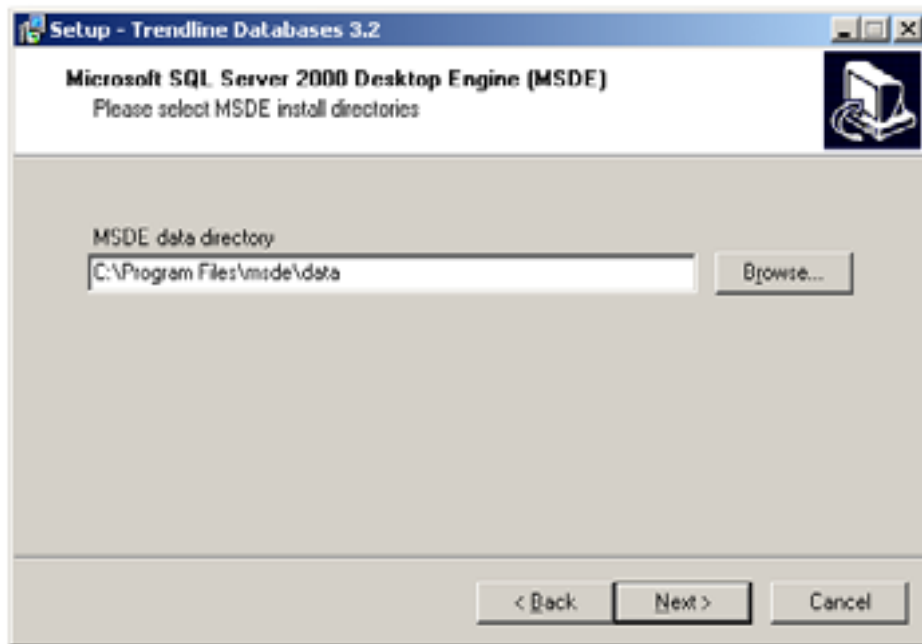 Setup - Trendline Databases 3.2
Microsoft SQL Server 2000 Desktop Engine (MSDE)
Please select MSDE install directories
MSDE data directory
C:\Program Files\msde\data
Browse...
< Back
Next >
Cancel